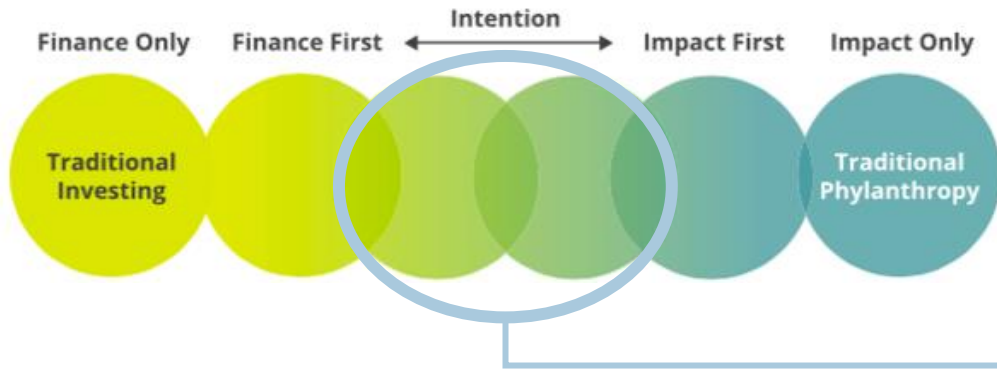 Intention
Finance Only
Finance First
Impact First
Impact Only
Traditional
Investing
Traditional
Phylanthropy